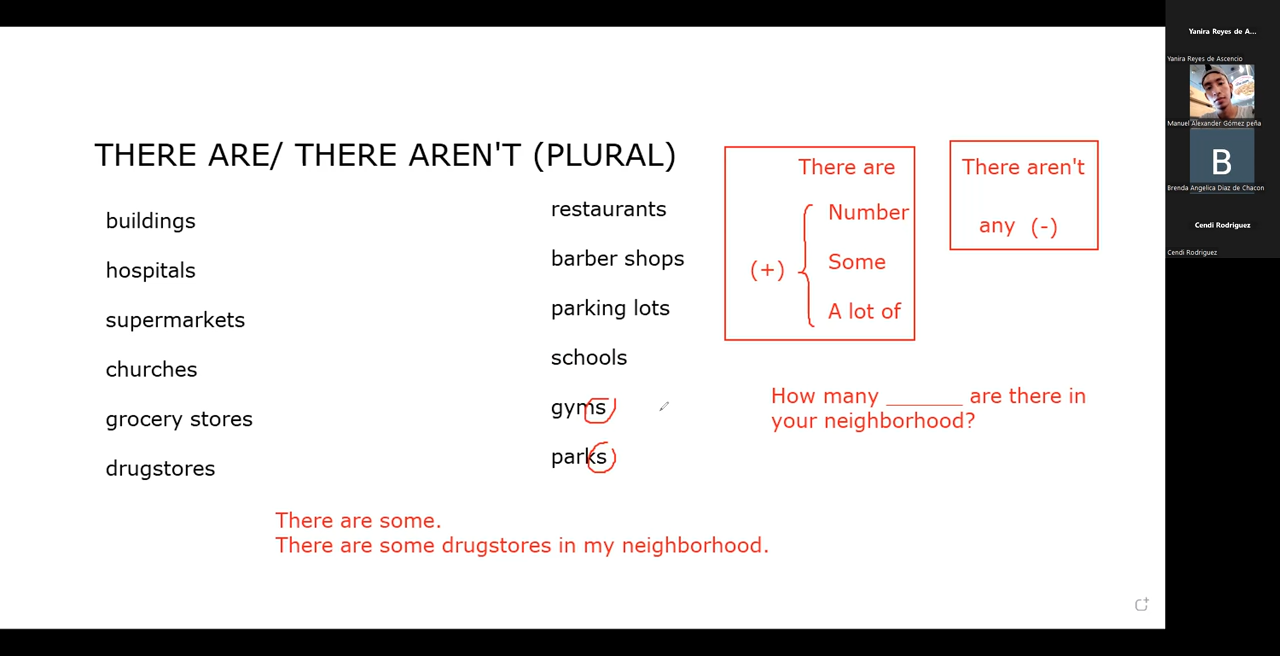 THERE ARE/ THERE AREN'T (PLURAL)
buildings
hospitals
supermarkets
churches
grocery stores
drugstores
restaurants
barber shops
parking lots
schools
gyms
parks
There are
(+)
Number
Some
A lot of
There aren't
any (-)
How many _______ are there in
your neighborhood?
There are some.
There are some drugstores in my neighborhood.
Yanira Reyes de A...
Yanira Reyes de Ascencio
Manuel Alexander Gómez peña
B
Brenda Angelica Diaz de Chacon
Cendi Rodriguez
Cendi Rodriguez